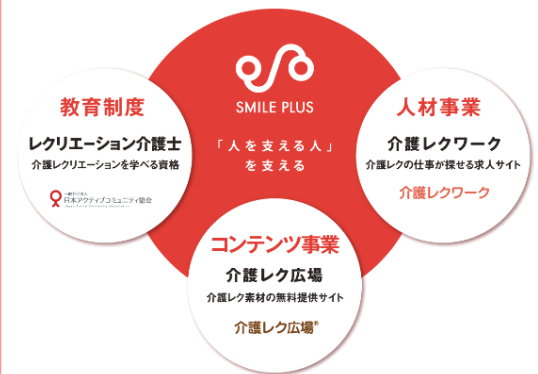 SMILE PLUS
「人を支える人」
を支える
教育制度
レクリエーション介護士
介護レクリエーションを学べる資格
一般社団法人
日本アクティブコミュニティ協会
人材事業
介護レクワーク
介護レクの仕事が探せる求人サイト
介護レクワーク
コンテンツ事業
介護レク広場
介護レク素材の無料提供サイト
介護レク広場®